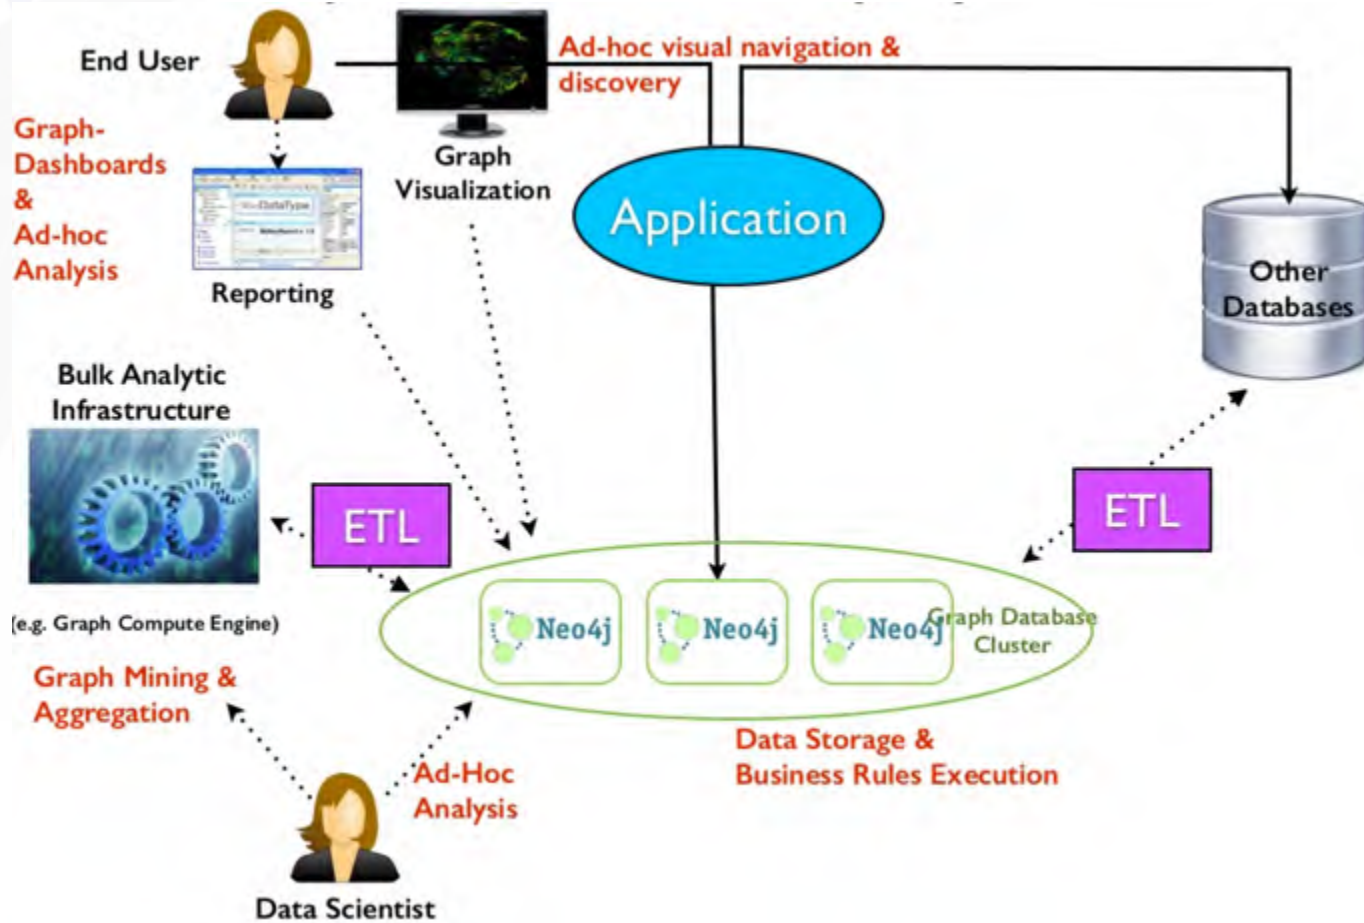 End User
Ad-hoc visual navigation &
discovery
Graph-
Dashboards
&
Ad-hoc
Analysis
Graph
Visualization
DataType
Application
Reporting
Other
Databases
Bulk Analytic
Infrastructure
ETL
ETL
(e.g. Graph Compute Engine)
Neo4j
Neo4j
Neo4j
Graph Database
Cluster
Graph Mining &
Aggregation
Data Storage &
Business Rules Execution
Ad-Hoc
Analysis
Data Scientist